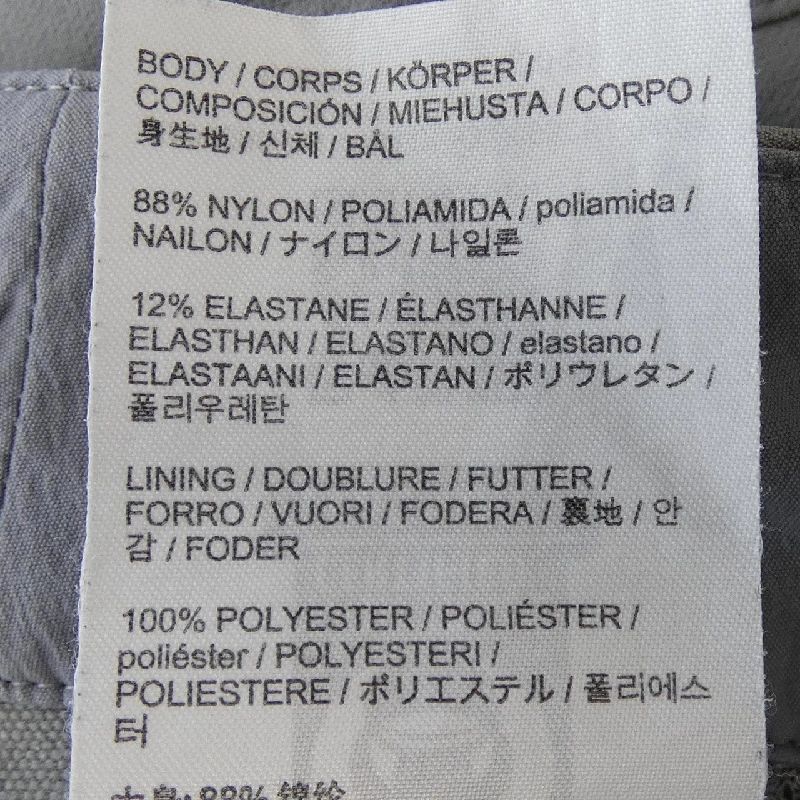 BODY / CORPS / KÖRPER /
COMPOSICIÓN / MIEHUSTA / CORPO /
身生地 / 신체 / BÅL
88% NYLON / POLIAMIDA / poliamida /
NAILON / ナイロン / 나일론
12% ELASTANE / ÉLASTHANNE /
ELASTHAN / ELASTANO / elastano /
ELASTAANI / ELASTAN / ポリウレタン /
폴리우레탄
LINING / DOUBLURE / FUTTER /
FORRO / VUORI / FODERA / 裏地 / 안
감 / FODER
100% POLYESTER / POLIÉSTER /
poliéster / POLYESTERI /
POLIESTERE / ポリエステル / 폴리에스
터
88%